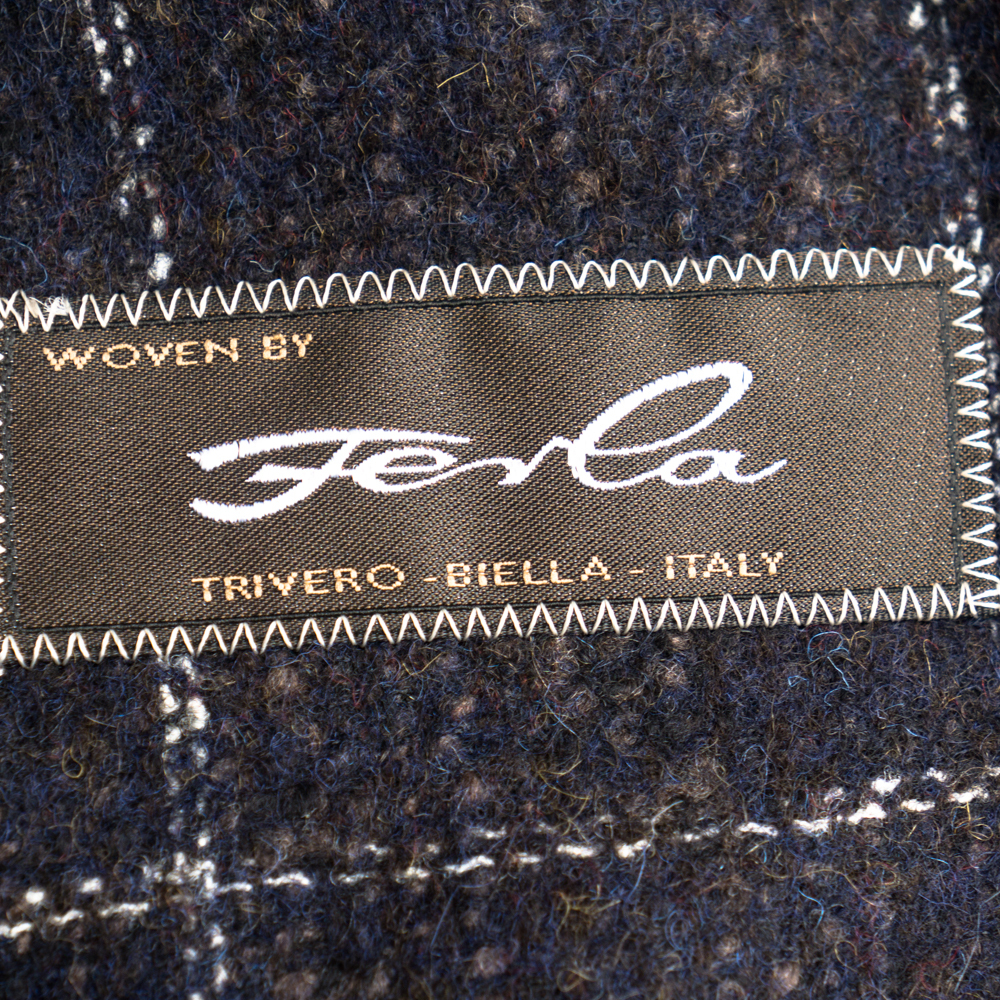 WOVEN BY
Ferla
TRIVERO - BIELLA - ITALY